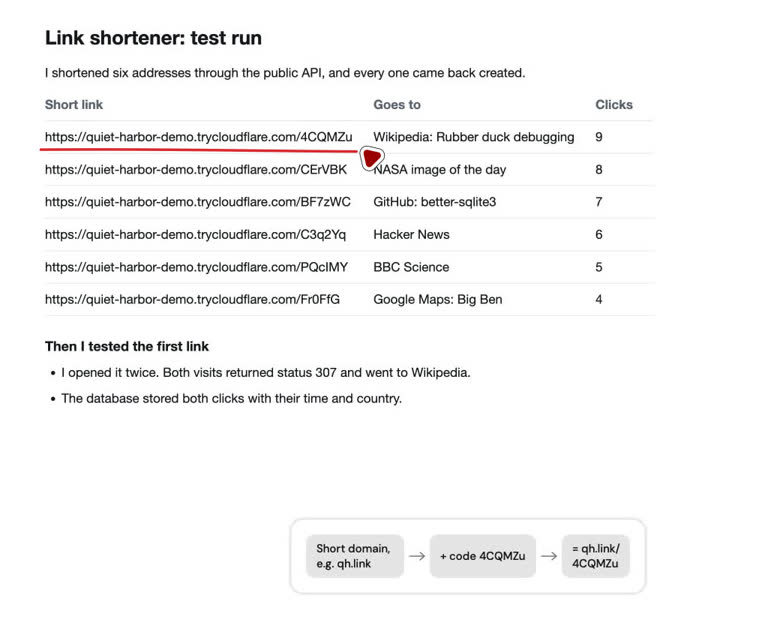 Link shortener: test run
I shortened six addresses through the public API, and every one came back created.
Short link Goes to Clicks
https://quiet-harbor-demo.trycloudflare.com/4CQMZu Wikipedia: Rubber duck debugging 9
https://quiet-harbor-demo.trycloudflare.com/CErVBK NASA image of the day 8
https://quiet-harbor-demo.trycloudflare.com/BF7zWC GitHub: better-sqlite3 7
https://quiet-harbor-demo.trycloudflare.com/C3q2Yq Hacker News 6
https://quiet-harbor-demo.trycloudflare.com/PQcIMY BBC Science 5
https://quiet-harbor-demo.trycloudflare.com/Fr0FfG Google Maps: Big Ben 4
Then I tested the first link
• I opened it twice. Both visits returned status 307 and went to Wikipedia.
• The database stored both clicks with their time and country.
Short domain,
e.g. qh.link
→
+ code 4CQMZu
→
= qh.link/
4CQMZu